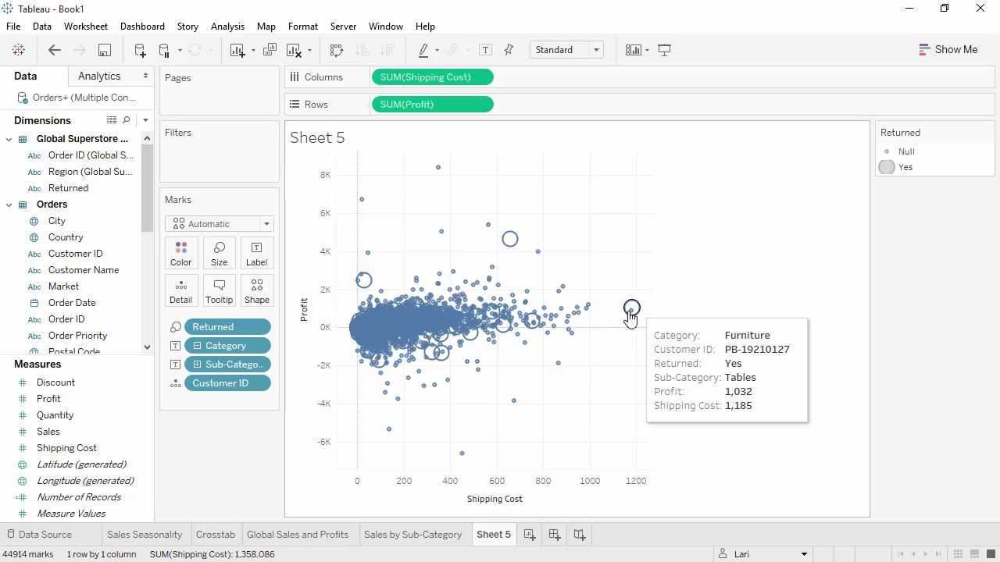 Tableau - Book1
File Data Worksheet Dashboard Story Analysis Map Format Server Window Help
Standard
Show Me
Data Analytics
Orders+ (Multiple Con...
Dimensions
Global Superstore ...
Abc Order ID (Global S...
Abc Region (Global Su...
Abc Returned
Orders
City
Country
Abc Customer ID
Abc Customer Name
Abc Market
Order Date
Abc Order ID
Abc Order Priority
Postal Code
Measures
Discount
Profit
Quantity
Sales
Shipping Cost
Latitude (generated)
Longitude (generated)
Number of Records
Measure Values
Pages
Filters
Marks
Automatic
Color Size Label
Detail Tooltip Shape
Returned
Category
Sub-Catego..
Customer ID
Columns SUM(Shipping Cost)
Rows SUM(Profit)
Sheet 5
8K
6K
4K
2K
0K
-2K
-4K
-6K
Profit
0 200 400 600 800 1000 1200
Shipping Cost
Category: Furniture
Customer ID: PB-19210127
Returned: Yes
Sub-Category: Tables
Profit: 1,032
Shipping Cost: 1,185
Returned
Null
Yes
Data Source Sales Seasonality Crosstab Global Sales and Profits Sales by Sub-Category Sheet 5
44914 marks 1 row by 1 column SUM(Shipping Cost): 1,358,086 Lari